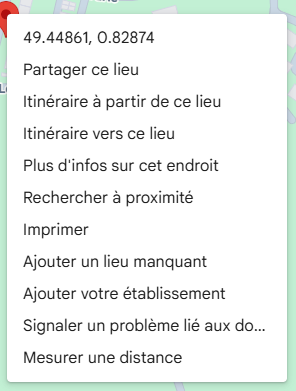 49.44861, 0.82874
Partager ce lieu
Itinéraire à partir de ce lieu
Itinéraire vers ce lieu
Plus d'infos sur cet endroit
Rechercher à proximité
Imprimer
Ajouter un lieu manquant
Ajouter votre établissement
Signaler un problème lié aux do...
Mesurer une distance